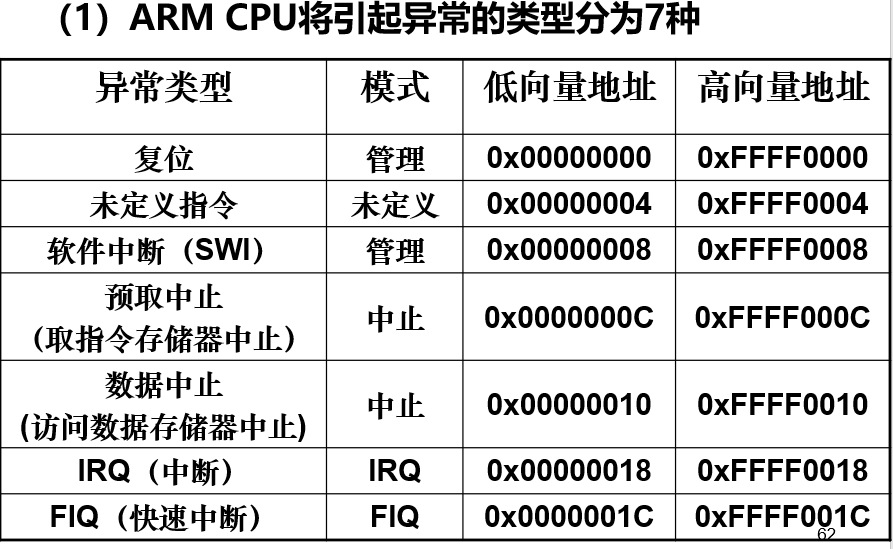 （1）ARM CPU将引起异常的类型分为7种
异常类型 模式 低向量地址 高向量地址
复位 管理 0x00000000 0xFFFF0000
未定义指令 未定义 0x00000004 0xFFFF0004
软件中断（SWI） 管理 0x00000008 0xFFFF0008
预取中止
（取指令存储器中止） 中止 0x0000000C 0xFFFF000C
数据中止
(访问数据存储器中止) 中止 0x00000010 0xFFFF0010
IRQ（中断） IRQ 0x00000018 0xFFFF0018
FIQ（快速中断） FIQ 0x0000001C 0xFFFF001C
62